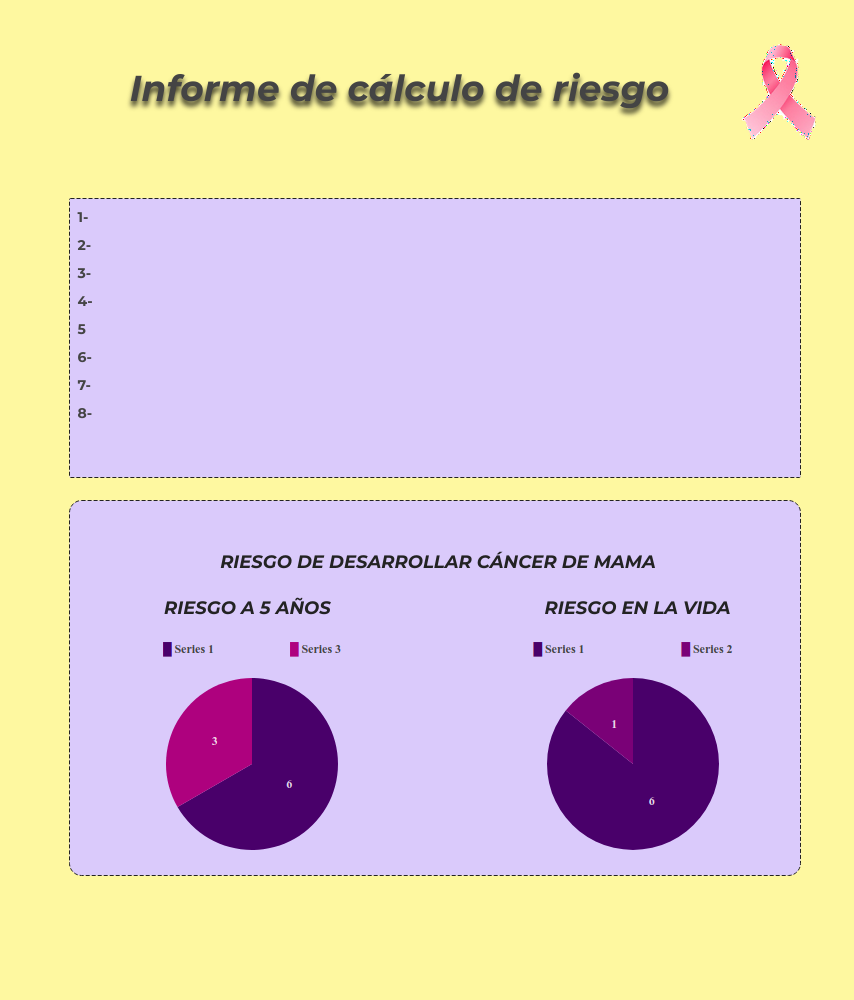 Informe de cálculo de riesgo
1-
2-
3-
4-
5
6-
7-
8-
RIESGO DE DESARROLLAR CÁNCER DE MAMA
RIESGO A 5 AÑOS
RIESGO EN LA VIDA
Series 1
Series 3
Series 1
Series 2
3
6
1
6